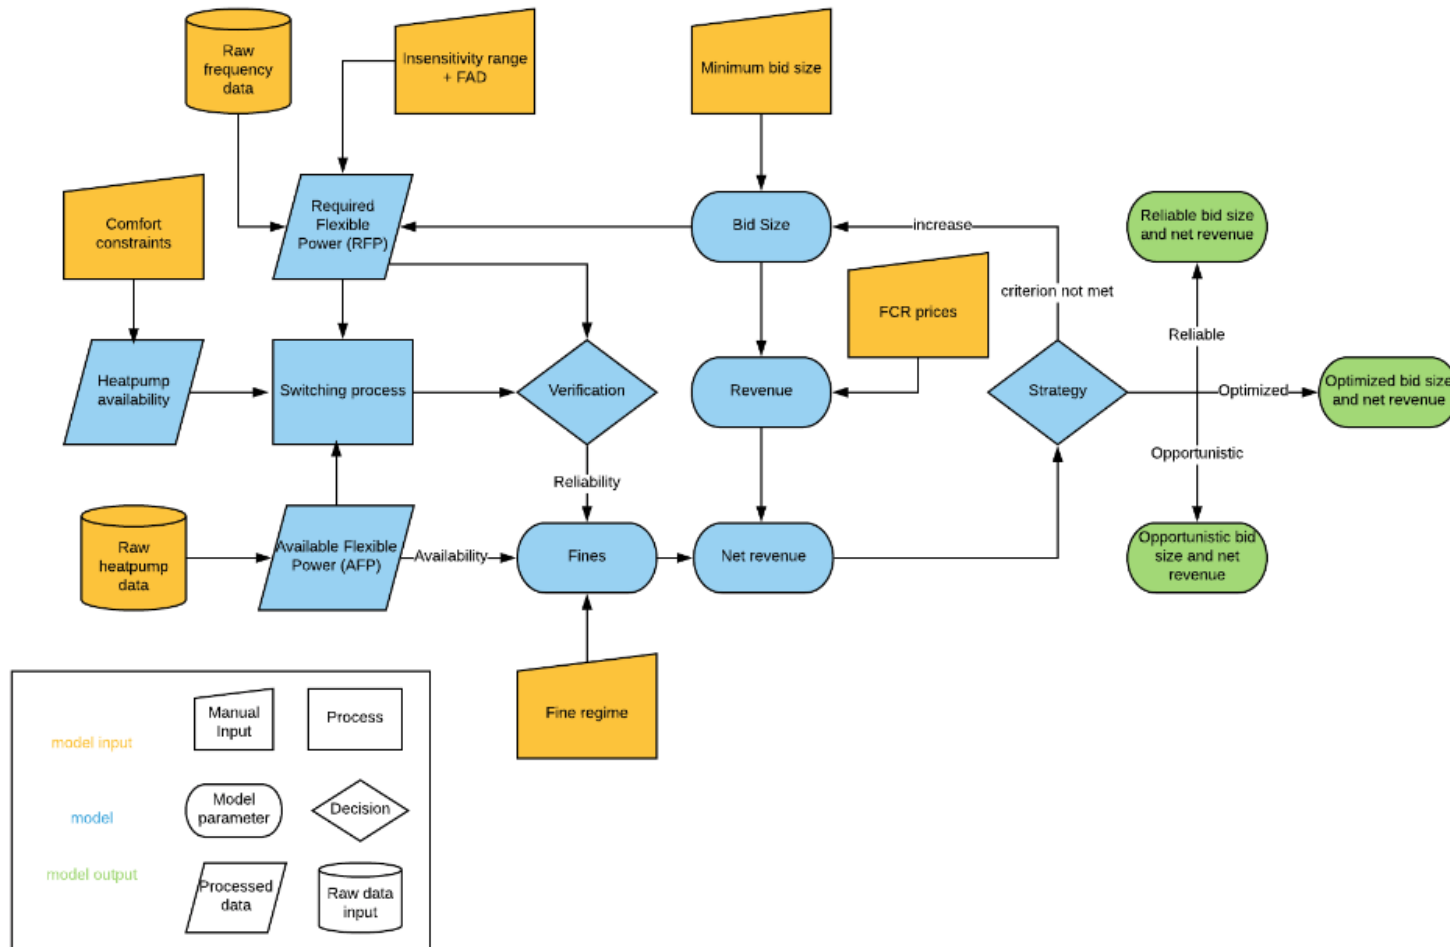 Raw
frequency
data
Insensitivity range
+ FAD
Minimum bid size
Comfort
constraints
Required
Flexible
Power (RFP)
Bid Size
increase
Reliable bid size
and net revenue
criterion not met
FCR prices
Reliable
Heatpump
availability
Switching process
Verification
Revenue
Strategy
Optimized
Optimized bid size
and net revenue
Opportunistic
Reliability
Raw
heatpump
data
Available Flexible
Power (AFP)
Availability
Fines
Net revenue
Opportunistic bid
size and net
revenue
Fine regime
model input
Manual
Input
Process
model
Model
parameter
Decision
model output
Processed
data
Raw data
input